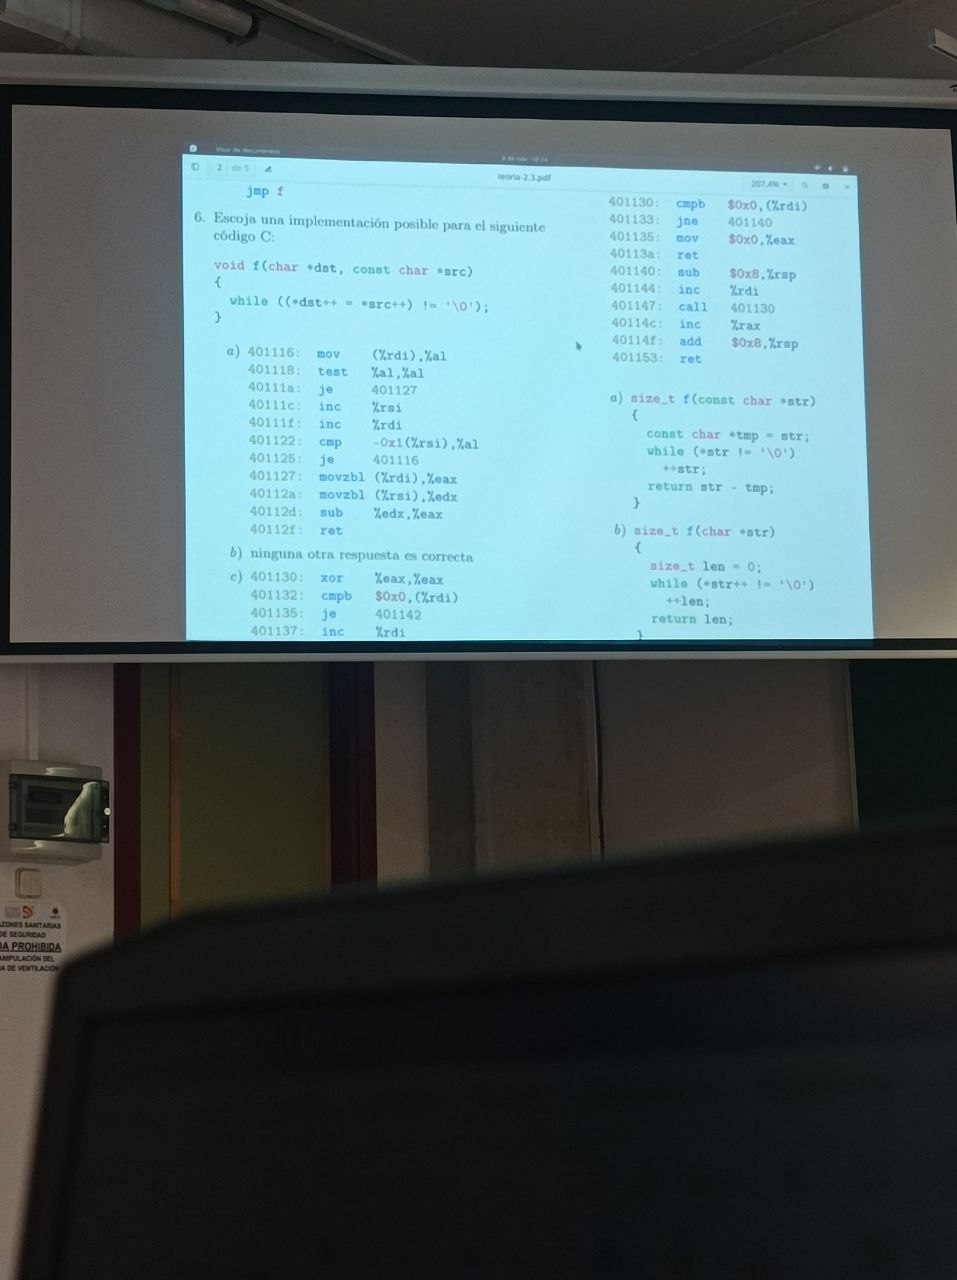 Visor de documentos
8 de nov 10:24
2 de 5
teoria-2.3.pdf
207,4%
jmp f
6. Escoja una implementación posible para el siguiente
código C:
void f(char *dst, const char *src)
{
while ((*dst++ = *src++) != '\0');
}
a) 401116: mov (%rdi),%al
401118: test %al,%al
40111a: je 401127
40111c: inc %rsi
40111f: inc %rdi
401122: cmp -0x1(%rsi),%al
401125: je 401116
401127: movzbl (%rdi),%eax
40112a: movzbl (%rsi),%edx
40112d: sub %edx,%eax
40112f: ret
b) ninguna otra respuesta es correcta
c) 401130: xor %eax,%eax
401132: cmpb $0x0,(%rdi)
401135: je 401142
401137: inc %rdi
401130: cmpb $0x0,(%rdi)
401133: jne 401140
401135: mov $0x0,%eax
40113a: ret
401140: sub $0x8,%rsp
401144: inc %rdi
401147: call 401130
40114c: inc %rax
40114f: add $0x8,%rsp
401153: ret
a) size_t f(const char *str)
{
const char *tmp = str;
while (*str != '\0')
++str;
return str - tmp;
}
b) size_t f(char *str)
{
size_t len = 0;
while (*str++ != '\0')
++len;
return len;
}
ZONES SANITARIAS
DE SEGURIDAD
DA PROHIBIDA
ANIPULACIÓN DEL
A DE VENTILACIÓN